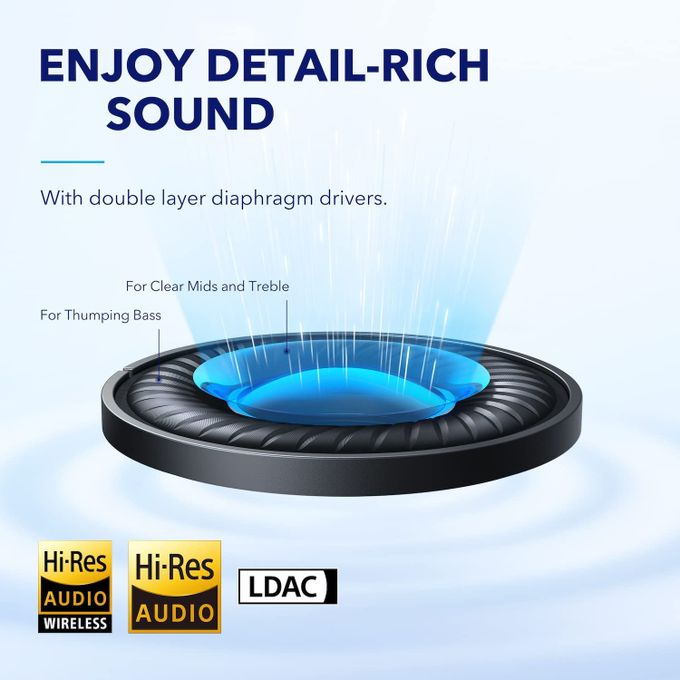 ENJOY DETAIL-RICH
SOUND
With double layer diaphragm drivers.
For Clear Mids and Treble
For Thumping Bass
Hi-Res
AUDIO
WIRELESS
Hi-Res
AUDIO
LDAC